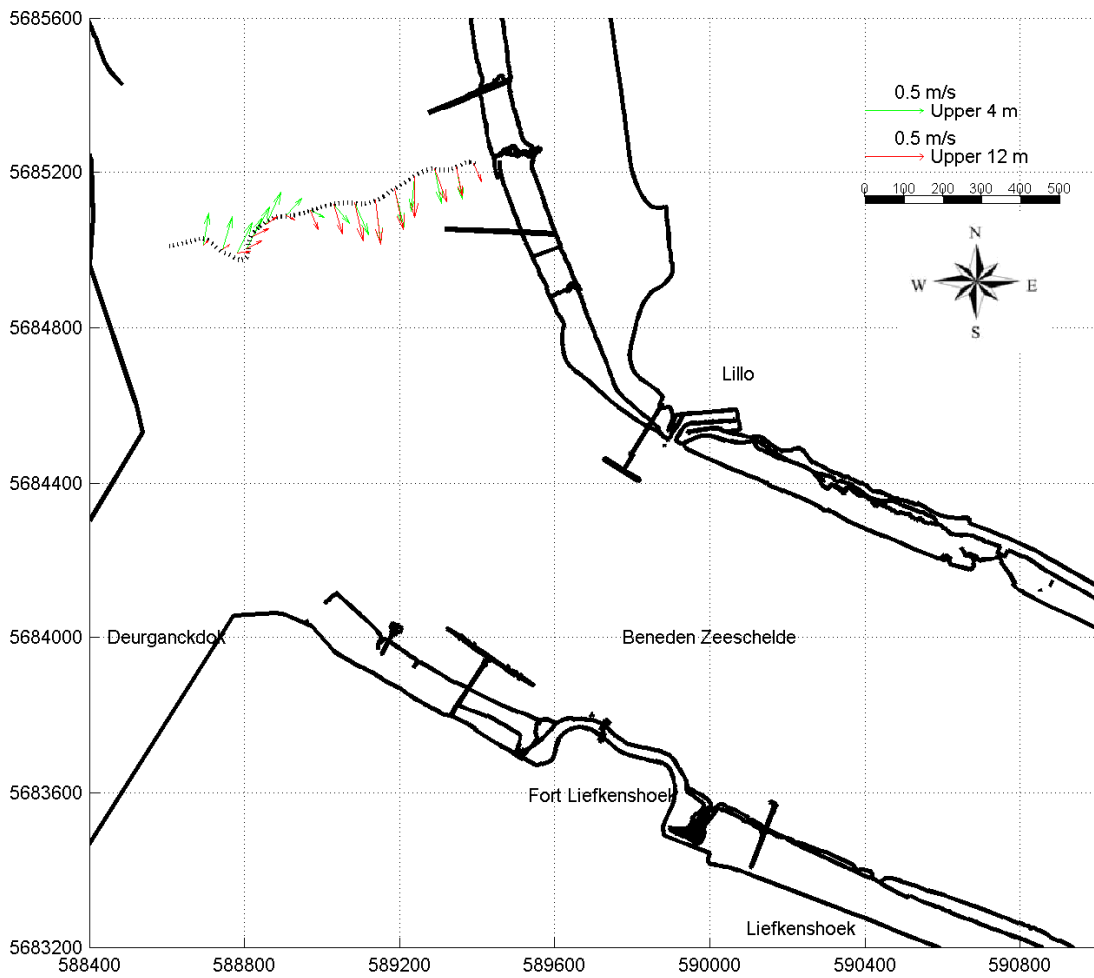 5685600
5685200
5684800
5684400
5684000
5683600
5683200
588400
588800
589200
589600
590000
590400
590800
0.5 m/s
Upper 4 m
0.5 m/s
Upper 12 m
0 100 200 300 400 500
N
W E
S
Lillo
Deurganckdok
Beneden Zeeschelde
Fort Liefkenshoek
Liefkenshoek